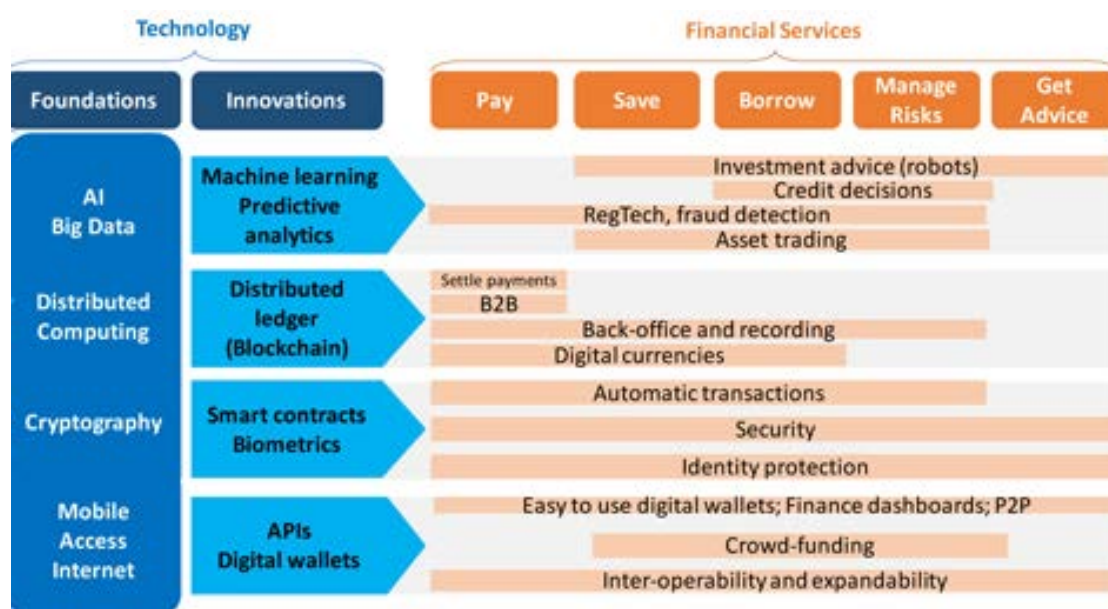 Technology
Financial Services
Foundations
Innovations
Pay
Save
Borrow
Manage
Risks
Get
Advice
AI
Big Data
Machine learning
Predictive
analytics
Investment advice (robots)
Credit decisions
RegTech, fraud detection
Asset trading
Distributed
Computing
Distributed
ledger
(Blockchain)
Settle payments
B2B
Back-office and recording
Digital currencies
Cryptography
Smart contracts
Biometrics
Automatic transactions
Security
Identity protection
Mobile
Access
Internet
APIs
Digital wallets
Easy to use digital wallets; Finance dashboards; P2P
Crowd-funding
Inter-operability and expandability